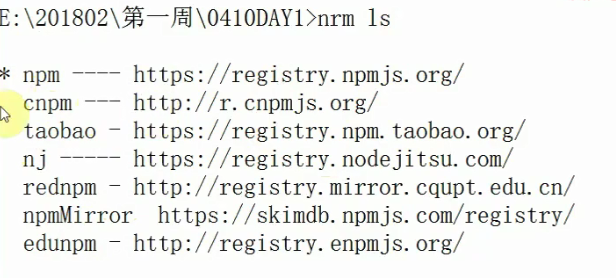 E:\201802\第一周\0410DAY1>nrm ls
* npm ---- https://registry.npmjs.org/
cnpm --- http://r.cnpmjs.org/
taobao - https://registry.npm.taobao.org/
nj ----- https://registry.nodejitsu.com/
rednpm - http://registry.mirror.cqupt.edu.cn/
npmMirror  https://skimdb.npmjs.com/registry/
edunpm - http://registry.enpmjs.org/